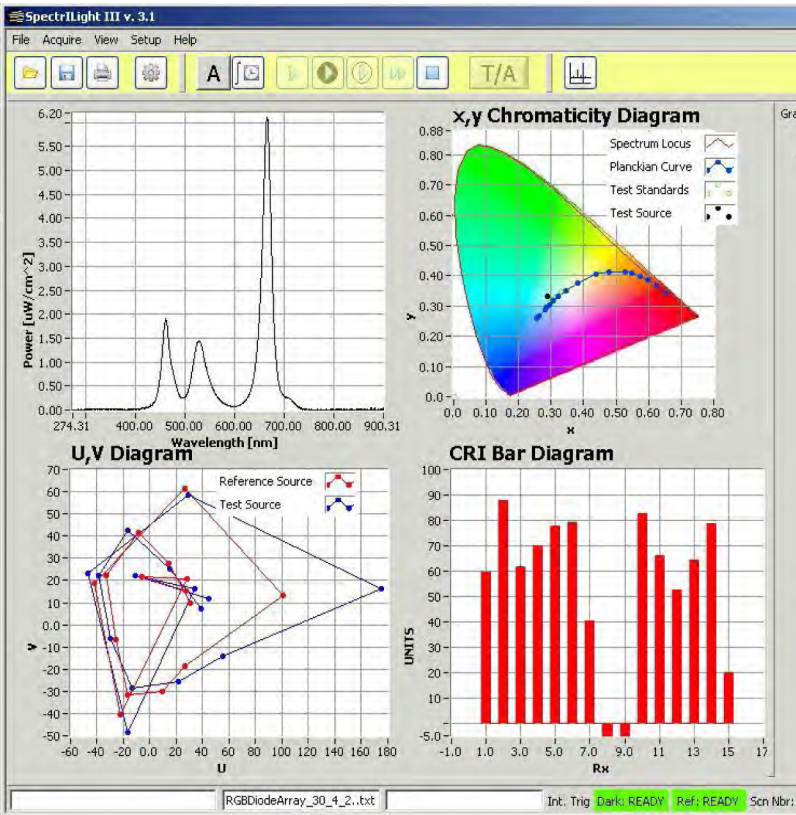 SpectrILight III v. 3.1
File Acquire View Setup Help
A T/A
6.20
5.50
5.00
4.50
4.00
3.50
3.00
2.50
2.00
1.50
1.00
0.50
0.00
Power [uW/cm^2]
274.31 400.00 500.00 600.00 700.00 800.00 900.31
Wavelength [nm]
x,y Chromaticity Diagram
Gra
Spectrum Locus
Planckian Curve
Test Standards
Test Source
0.88
0.80
0.70
0.60
0.50
0.40
0.30
0.20
0.10
0.0
y
0.0 0.10 0.20 0.30 0.40 0.50 0.60 0.70 0.80
x
U,V Diagram
Reference Source
Test Source
70
60
50
40
30
20
10
0.0
-10
-20
-30
-40
-50
V
-60 -40 -20 0.0 20 40 60 80 100 120 140 160 180
U
CRI Bar Diagram
100
90
80
70
60
50
40
30
20
10
-5.0
UNITS
-1.0 1.0 3.0 5.0 7.0 9.0 11 13 15 17
Rx
RGBDiodeArray_30_4_2..txt Int. Trig Dark: READY Ref: READY Scn Nbr: